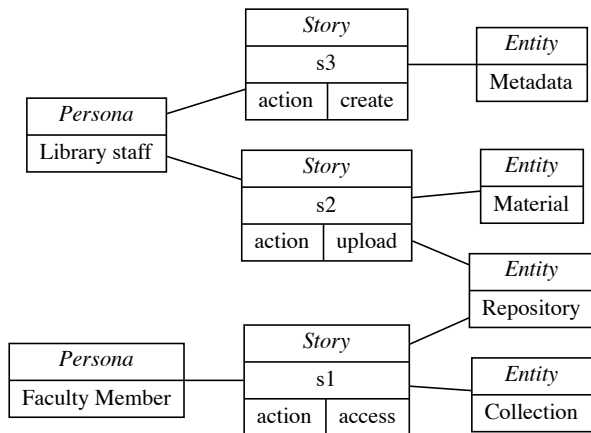 Story
s3
action create
Entity
Metadata
Persona
Library staff
Story
s2
action upload
Entity
Material
Entity
Repository
Story
s1
action access
Persona
Faculty Member
Entity
Collection